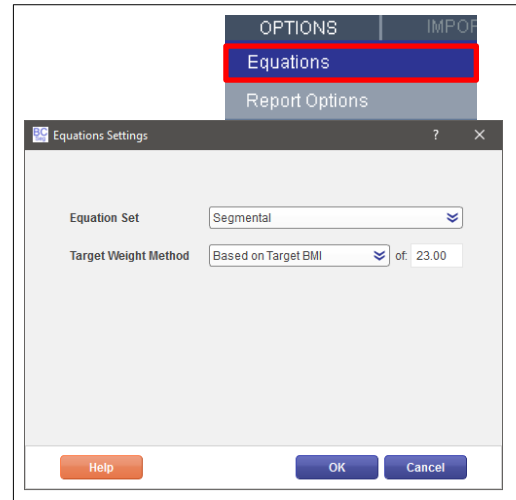 OPTIONS IMPOR
Equations
Report Options
BC Equations Settings ? ×
Equation Set Segmental
Target Weight Method Based on Target BMI of: 23.00
Help OK Cancel